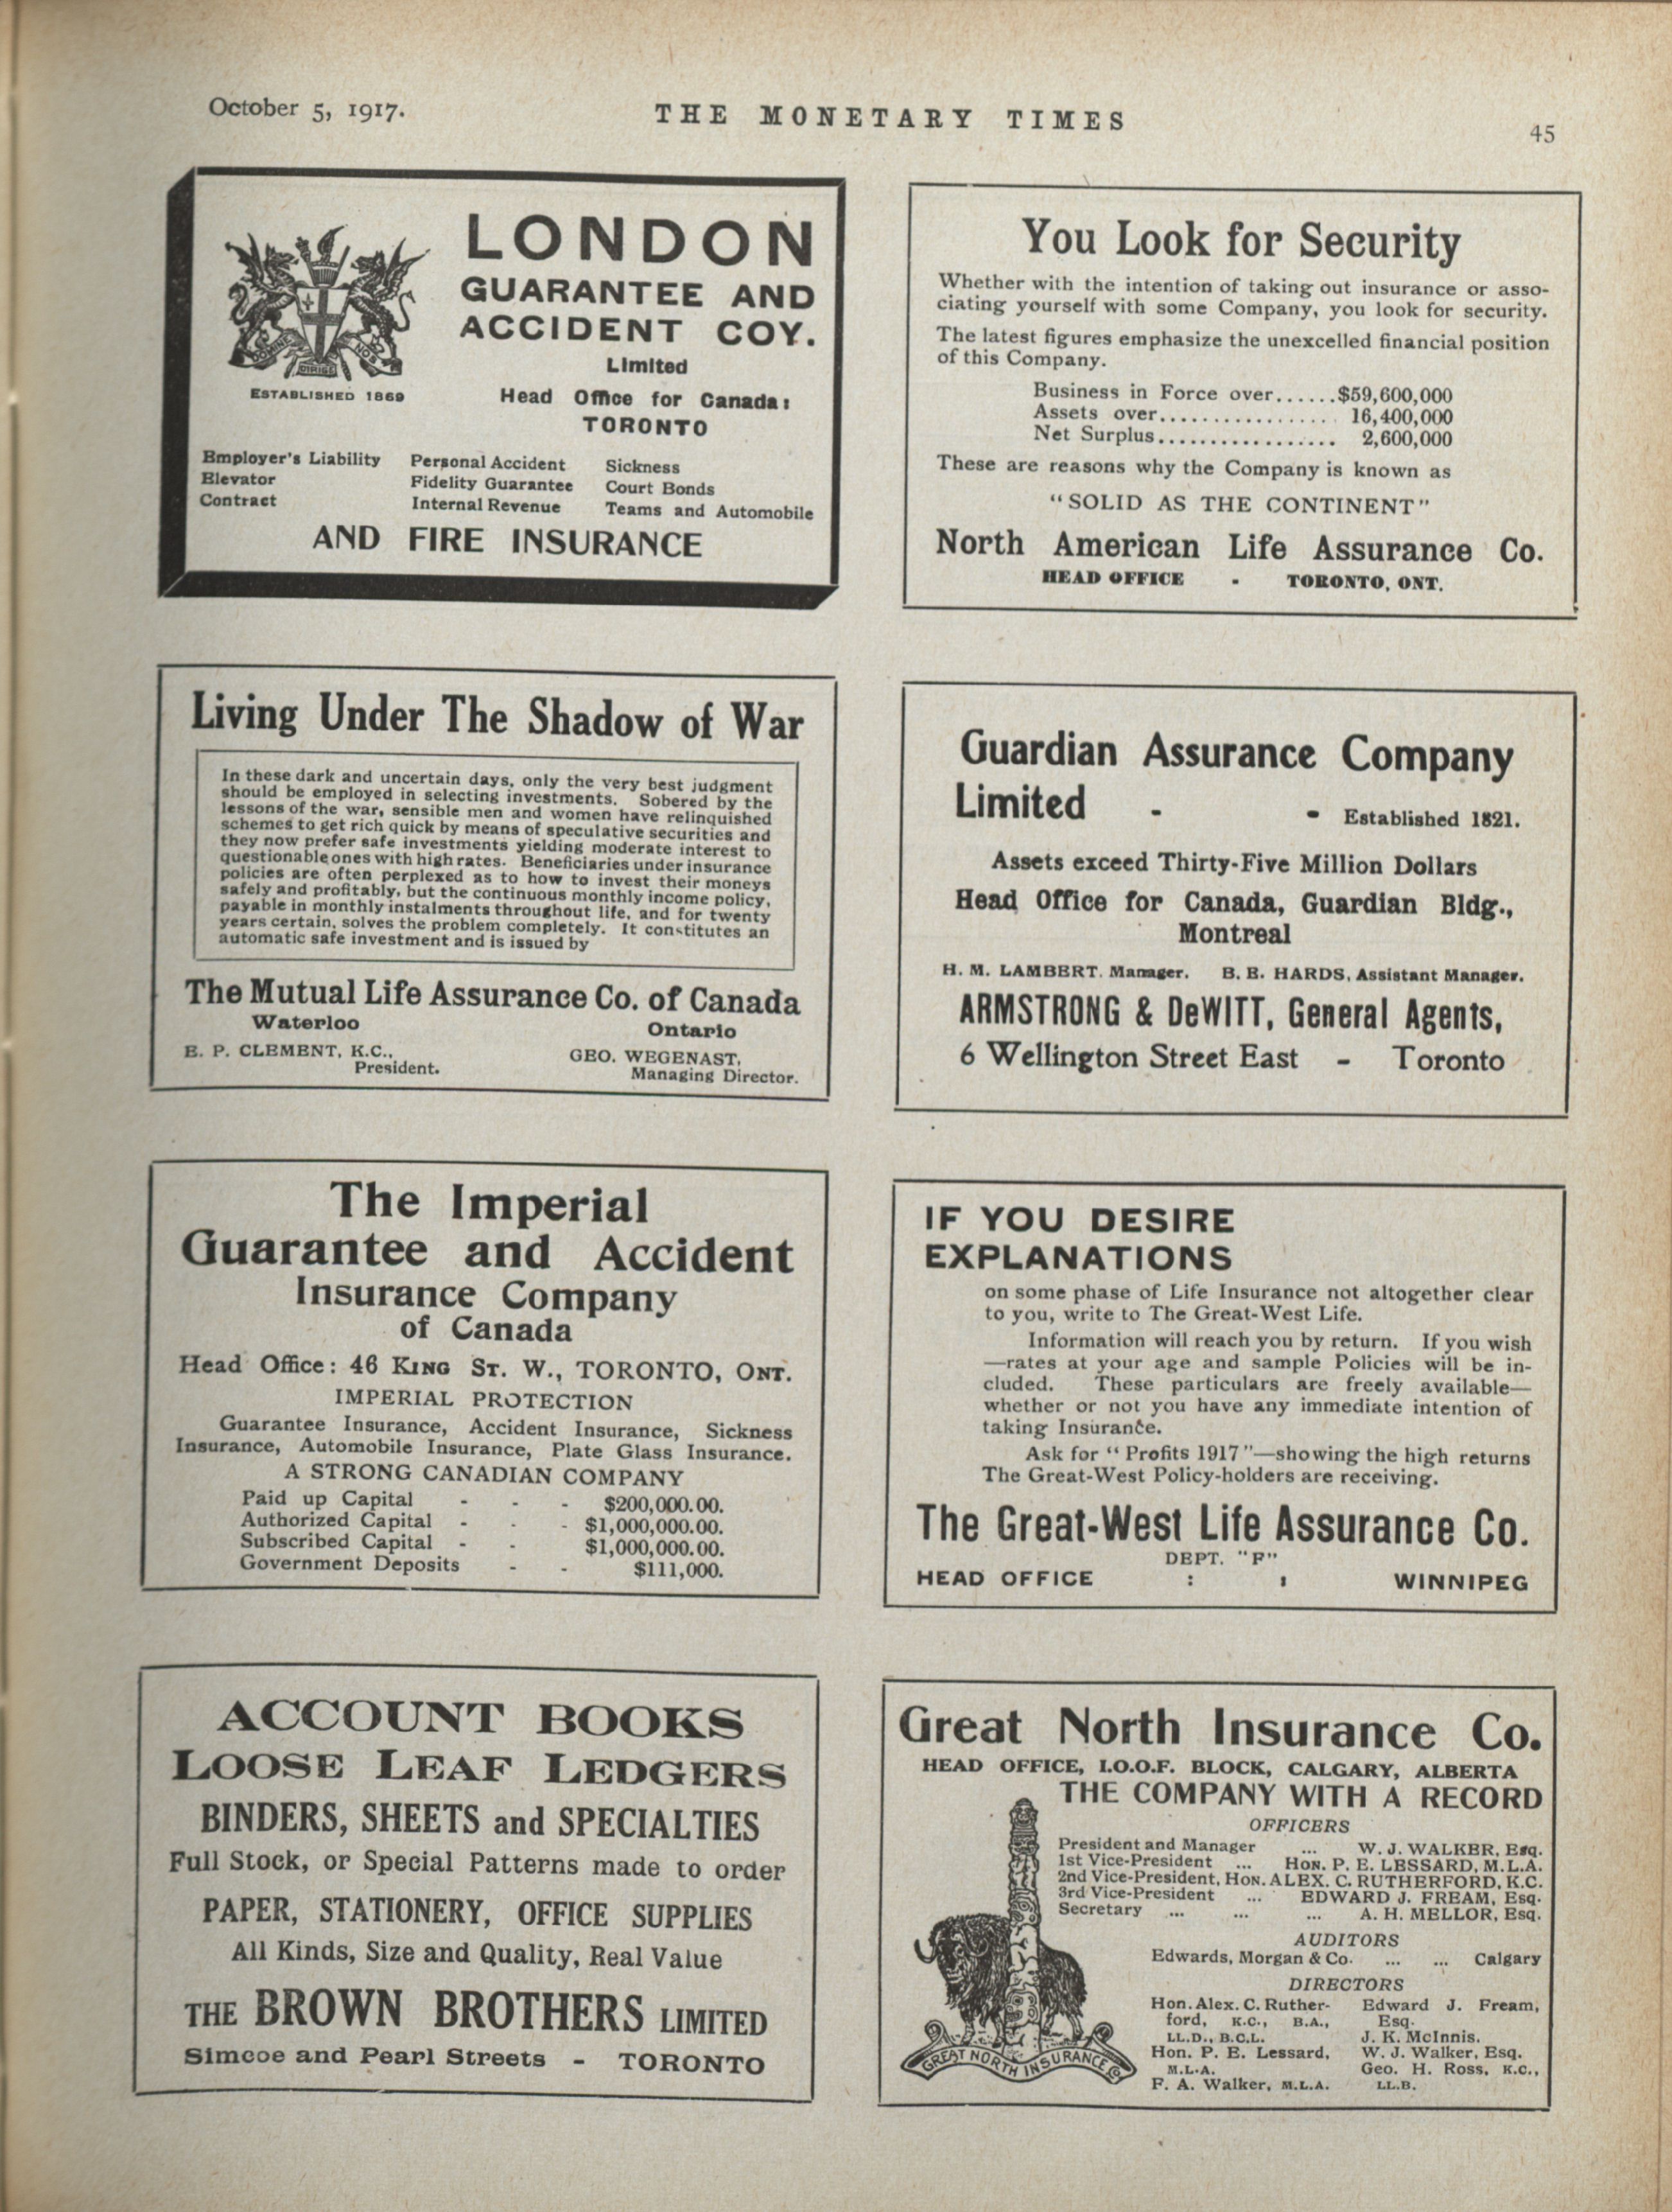 October 5, 1917.
THE MONETARY TIMES
45
LONDON
GUARANTEE AND
ACCIDENT COY.
Limited
DOMINE DIRIGE NOS
ESTABLISHED 1869
Head Office for Canada:
TORONTO
Employer's Liability Personal Accident Sickness
Elevator Fidelity Guarantee Court Bonds
Contract Internal Revenue Teams and Automobile
AND FIRE INSURANCE
You Look for Security
Whether with the intention of taking out insurance or asso-
ciating yourself with some Company, you look for security.
The latest figures emphasize the unexcelled financial position
of this Company.
Business in Force over......$59,600,000
Assets over................. 16,400,000
Net Surplus................. 2,600,000
These are reasons why the Company is known as
"SOLID AS THE CONTINENT"
North American Life Assurance Co.
HEAD OFFICE - TORONTO, ONT.
Living Under The Shadow of War
In these dark and uncertain days, only the very best judgment
should be employed in selecting investments. Sobered by the
lessons of the war, sensible men and women have relinquished
schemes to get rich quick by means of speculative securities and
they now prefer safe investments yielding moderate interest to
questionable ones with high rates. Beneficiaries under insurance
policies are often perplexed as to how to invest their moneys
safely and profitably, but the continuous monthly income policy,
payable in monthly instalments throughout life, and for twenty
years certain, solves the problem completely. It constitutes an
automatic safe investment and is issued by
The Mutual Life Assurance Co. of Canada
Waterloo Ontario
E. P. CLEMENT, K.C., GEO. WEGENAST,
President. Managing Director.
Guardian Assurance Company
Limited - - Established 1821.
Assets exceed Thirty-Five Million Dollars
Head Office for Canada, Guardian Bldg.,
Montreal
H. M. LAMBERT. Manager. B. E. HARDS, Assistant Manager.
ARMSTRONG & DeWITT, General Agents,
6 Wellington Street East - Toronto
The Imperial
Guarantee and Accident
Insurance Company
of Canada
Head Office: 46 KING ST. W., TORONTO, ONT.
IMPERIAL PROTECTION
Guarantee Insurance, Accident Insurance, Sickness
Insurance, Automobile Insurance, Plate Glass Insurance.
A STRONG CANADIAN COMPANY
Paid up Capital - - - $200,000.00.
Authorized Capital - - - $1,000,000.00.
Subscribed Capital - - $1,000,000.00.
Government Deposits - - $111,000.
IF YOU DESIRE
EXPLANATIONS
on some phase of Life Insurance not altogether clear
to you, write to The Great-West Life.
Information will reach you by return. If you wish
—rates at your age and sample Policies will be in-
cluded. These particulars are freely available—
whether or not you have any immediate intention of
taking Insurance.
Ask for "Profits 1917"—showing the high returns
The Great-West Policy-holders are receiving.
The Great-West Life Assurance Co.
DEPT. "F"
HEAD OFFICE : : WINNIPEG
ACCOUNT BOOKS
LOOSE LEAF LEDGERS
BINDERS, SHEETS and SPECIALTIES
Full Stock, or Special Patterns made to order
PAPER, STATIONERY, OFFICE SUPPLIES
All Kinds, Size and Quality, Real Value
THE BROWN BROTHERS LIMITED
Simcoe and Pearl Streets - TORONTO
Great North Insurance Co.
HEAD OFFICE, I.O.O.F. BLOCK, CALGARY, ALBERTA
THE COMPANY WITH A RECORD
OFFICERS
President and Manager ... W. J. WALKER, Esq.
1st Vice-President ... HON. P. E. LESSARD, M.L.A.
2nd Vice-President, HON. ALEX. C. RUTHERFORD, K.C.
3rd Vice-President ... EDWARD J. FREAM, Esq.
Secretary ... ... ... A. H. MELLOR, Esq.
AUDITORS
Edwards, Morgan & Co. ... ... Calgary
DIRECTORS
Hon. Alex. C. Ruther- Edward J. Fream,
ford, K.C., B.A., Esq.
LL.D., B.C.L. J. K. McInnis.
Hon. P. E. Lessard, W. J. Walker, Esq.
M.L.A. Geo. H. Ross, K.C.,
F. A. Walker, M.L.A. LL.B.
GREAT NORTH INSURANCE Co